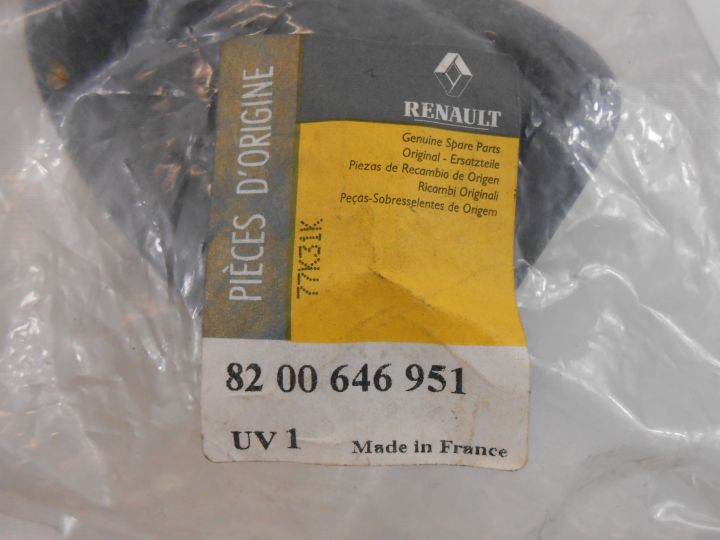 PIÈCES D'ORIGINE
RENAULT
Genuine Spare Parts
Original - Ersatzteile
Piezas de Recambio de Origen
Ricambi Originali
Peças-Sobresselentes de Origem
77K31K
82 00 646 951
UV 1 Made in France